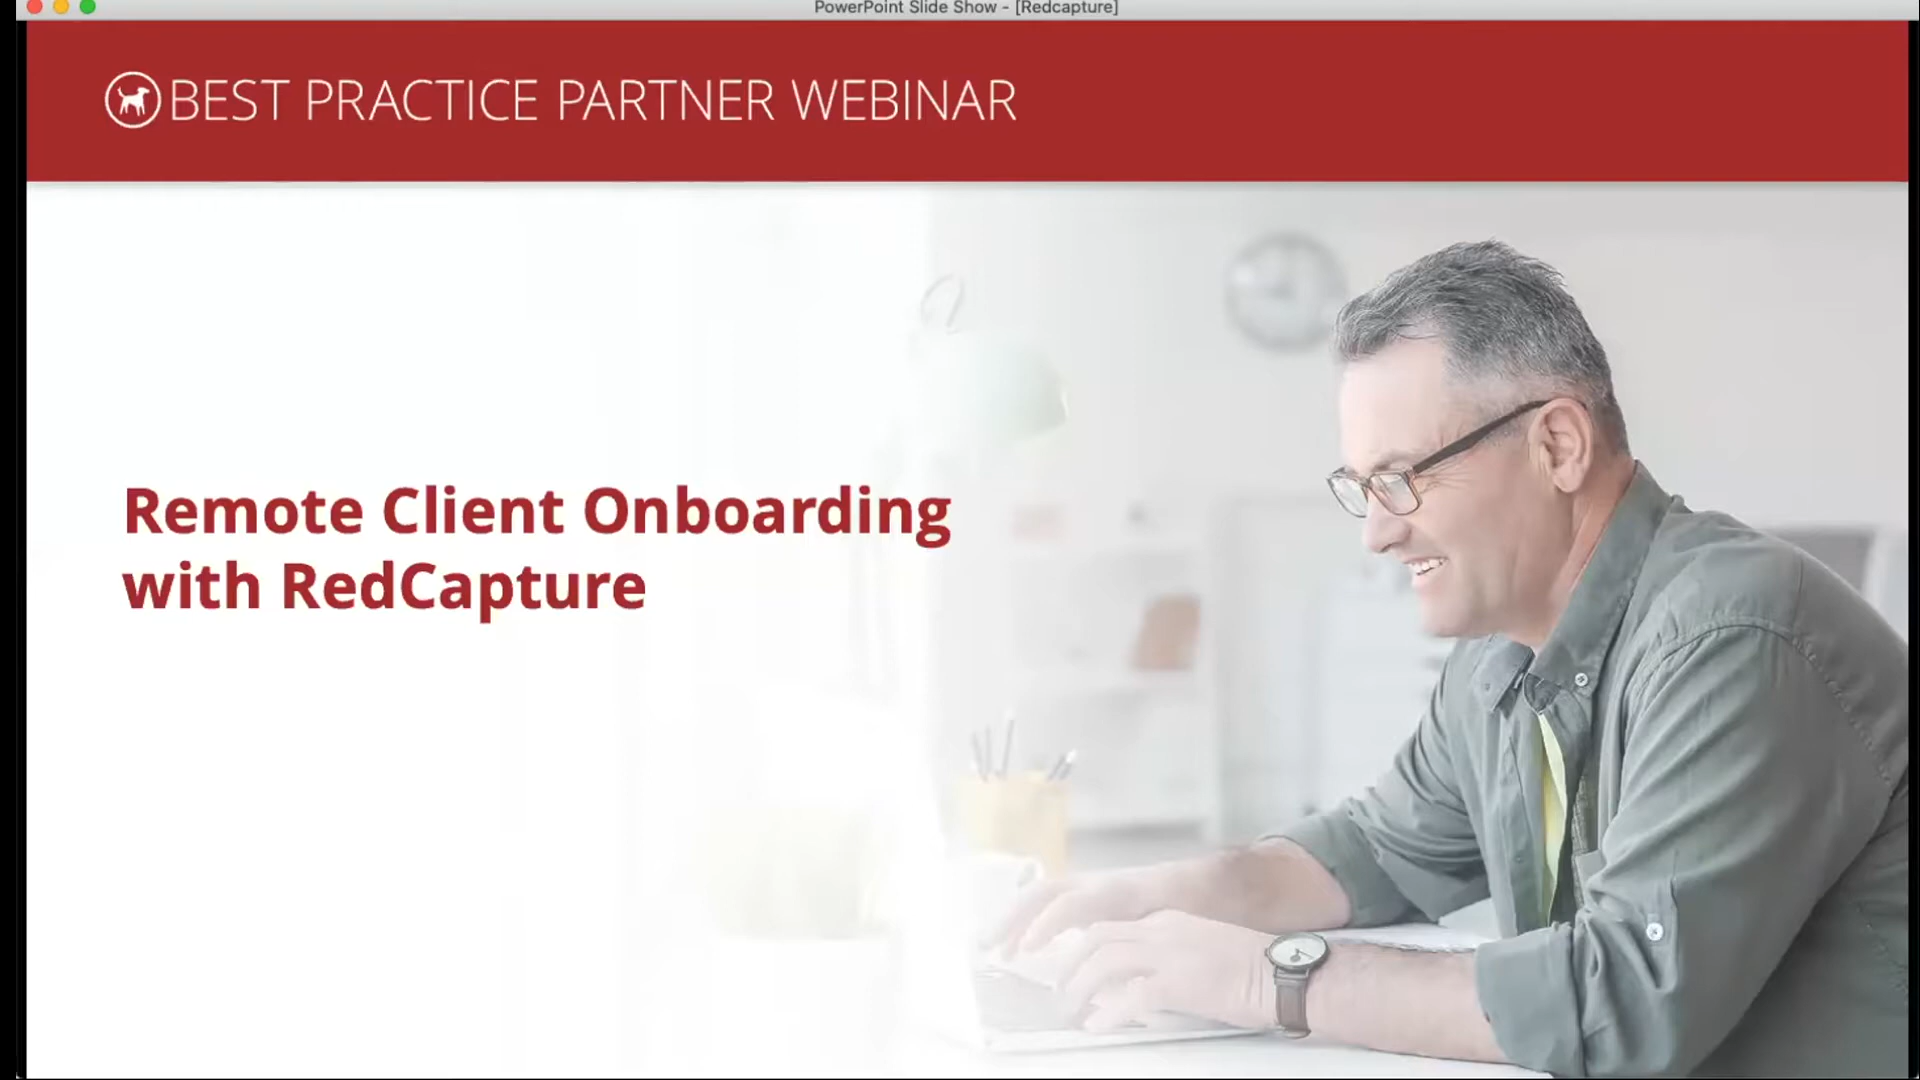 PowerPoint Slide Show - [Redcapture]
BEST PRACTICE PARTNER WEBINAR
Remote Client Onboarding
with RedCapture